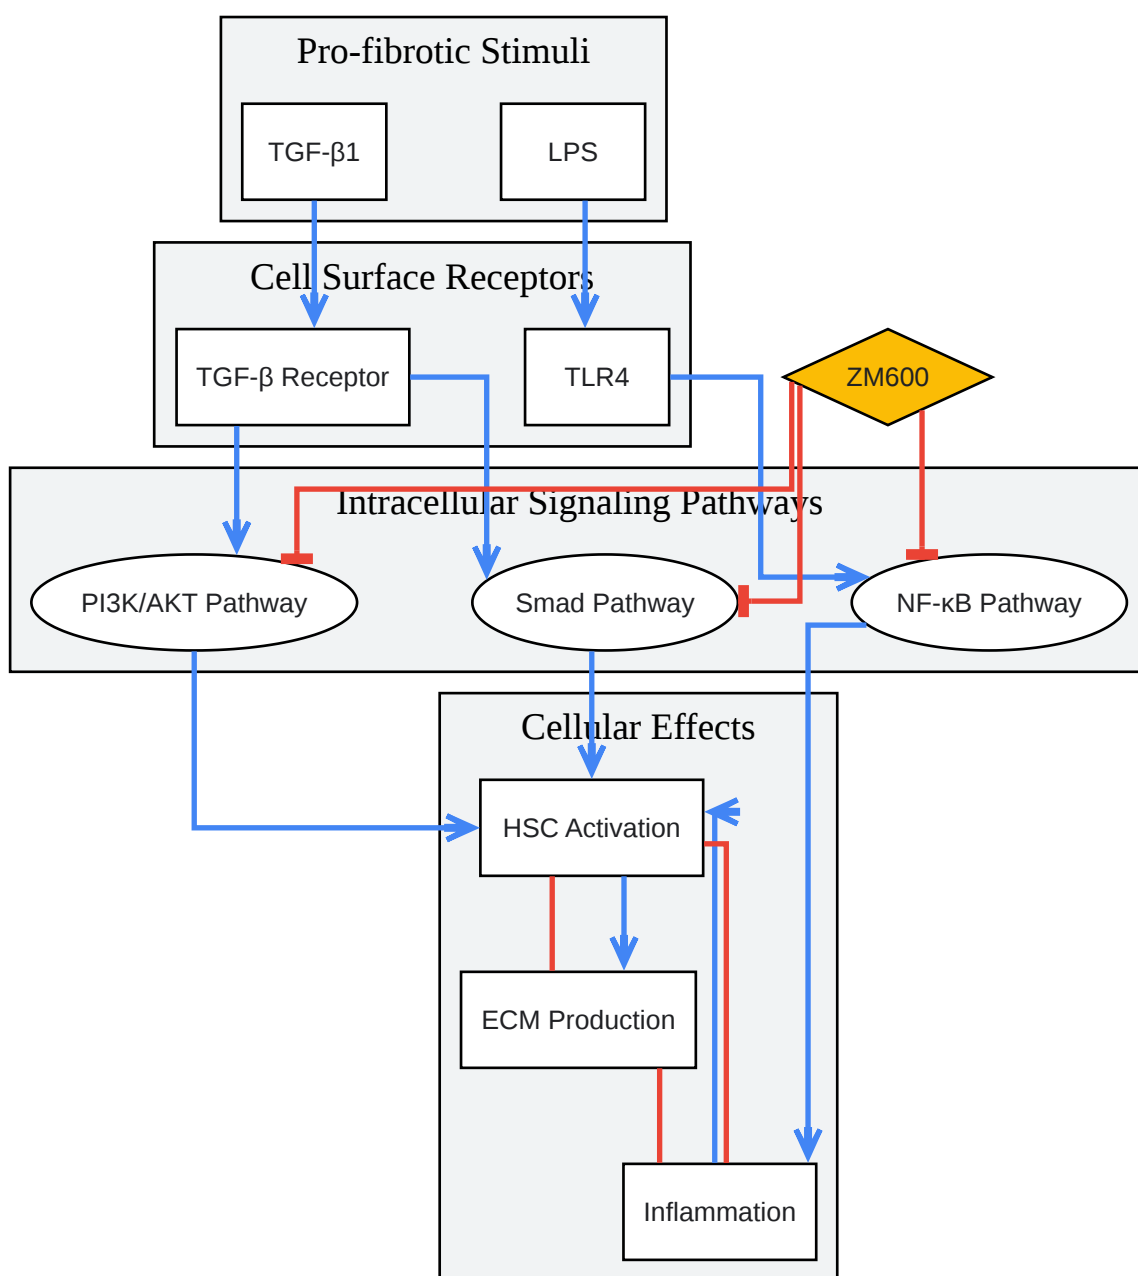 Pro-fibrotic Stimuli
TGF-β1
LPS
Cell Surface Receptors
TGF-β Receptor
TLR4
ZM600
Intracellular Signaling Pathways
PI3K/AKT Pathway
Smad Pathway
NF-κB Pathway
Cellular Effects
HSC Activation
ECM Production
Inflammation